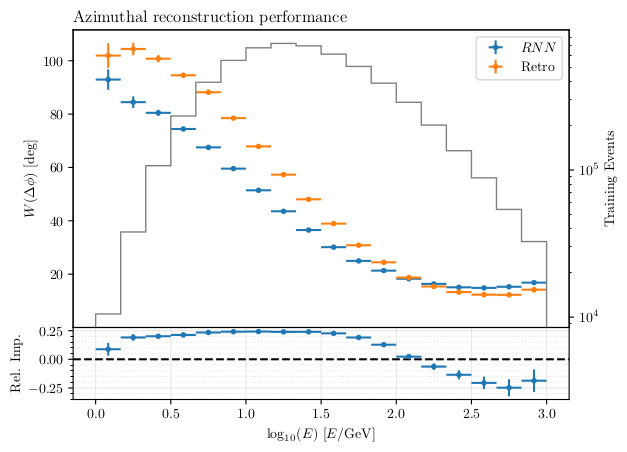 Azimuthal reconstruction performance
RNN
Retro
W(Δϕ) [deg]
100
80
60
40
20
Training Events
10^5
10^4
Rel. Imp.
0.25
0.00
−0.25
0.0 0.5 1.0 1.5 2.0 2.5 3.0
log₁₀(E) [E/GeV]